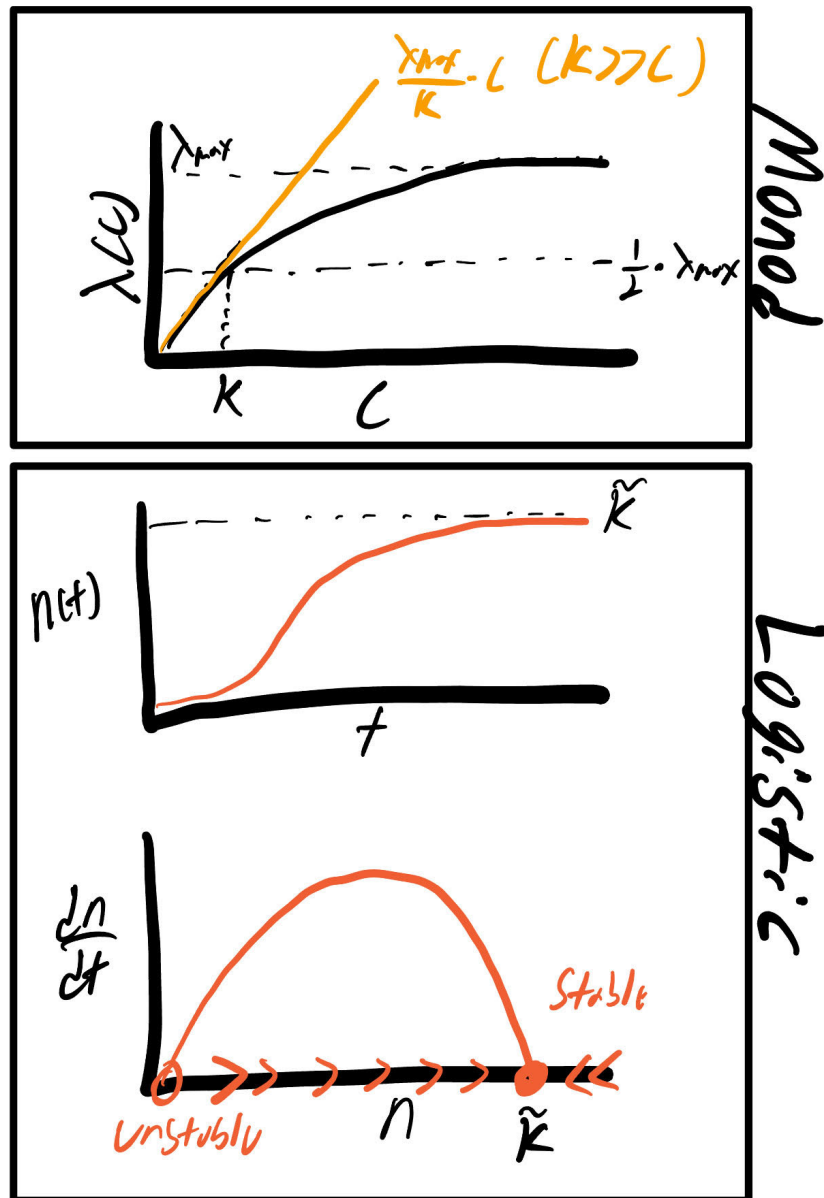 λmax/K · C (K>>C)
λmax
λ(C)
1/2 · λmax
K
C
Monod
K̃
n(t)
t
Logistic
dn/dt
Stable
Unstable
n
K̃